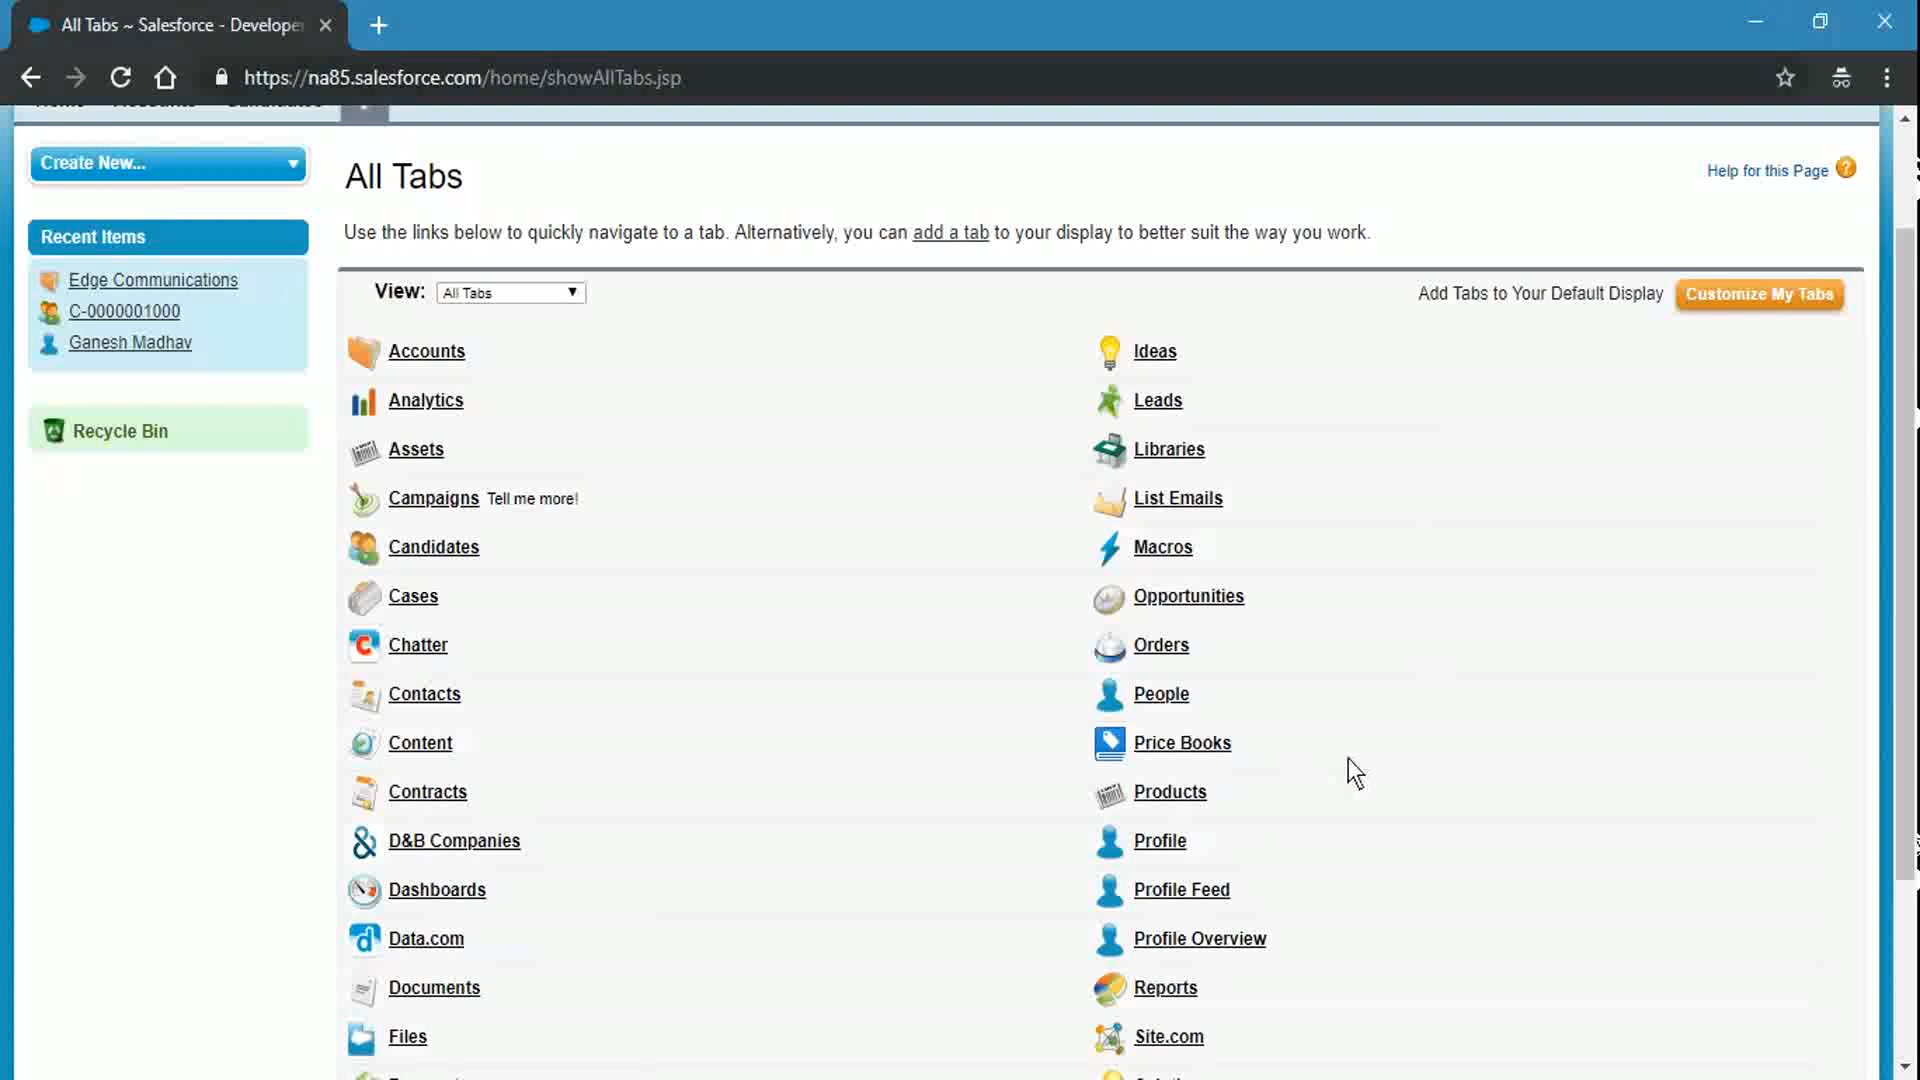 All Tabs ~ Salesforce - Develope
https://na85.salesforce.com/home/showAllTabs.jsp
Create New...
All Tabs
Help for this Page
Recent Items
Use the links below to quickly navigate to a tab. Alternatively, you can add a tab to your display to better suit the way you work.
Edge Communications
C-0000001000
Ganesh Madhav
Recycle Bin
View: All Tabs
Add Tabs to Your Default Display Customize My Tabs
Accounts
Analytics
Assets
Campaigns Tell me more!
Candidates
Cases
Chatter
Contacts
Content
Contracts
D&B Companies
Dashboards
Data.com
Documents
Files
Ideas
Leads
Libraries
List Emails
Macros
Opportunities
Orders
People
Price Books
Products
Profile
Profile Feed
Profile Overview
Reports
Site.com